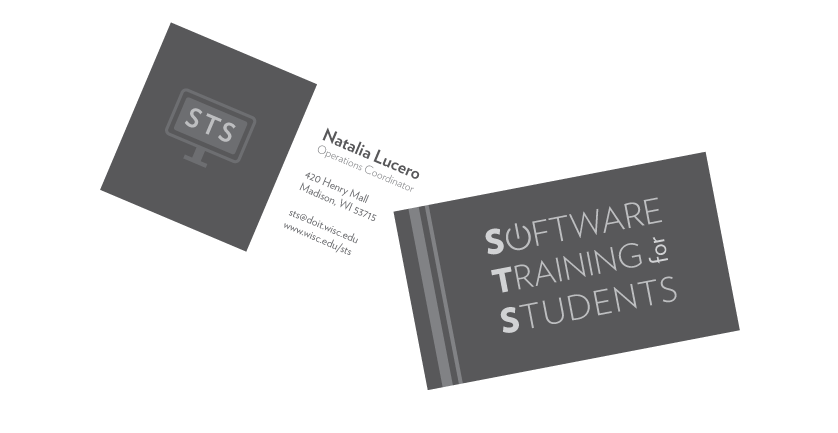 STS
Natalia Lucero
Operations Coordinator
420 Henry Mall
Madison, WI 53715
sts@doit.wisc.edu
www.wisc.edu/sts
SOFTWARE
TRAINING for
STUDENTS